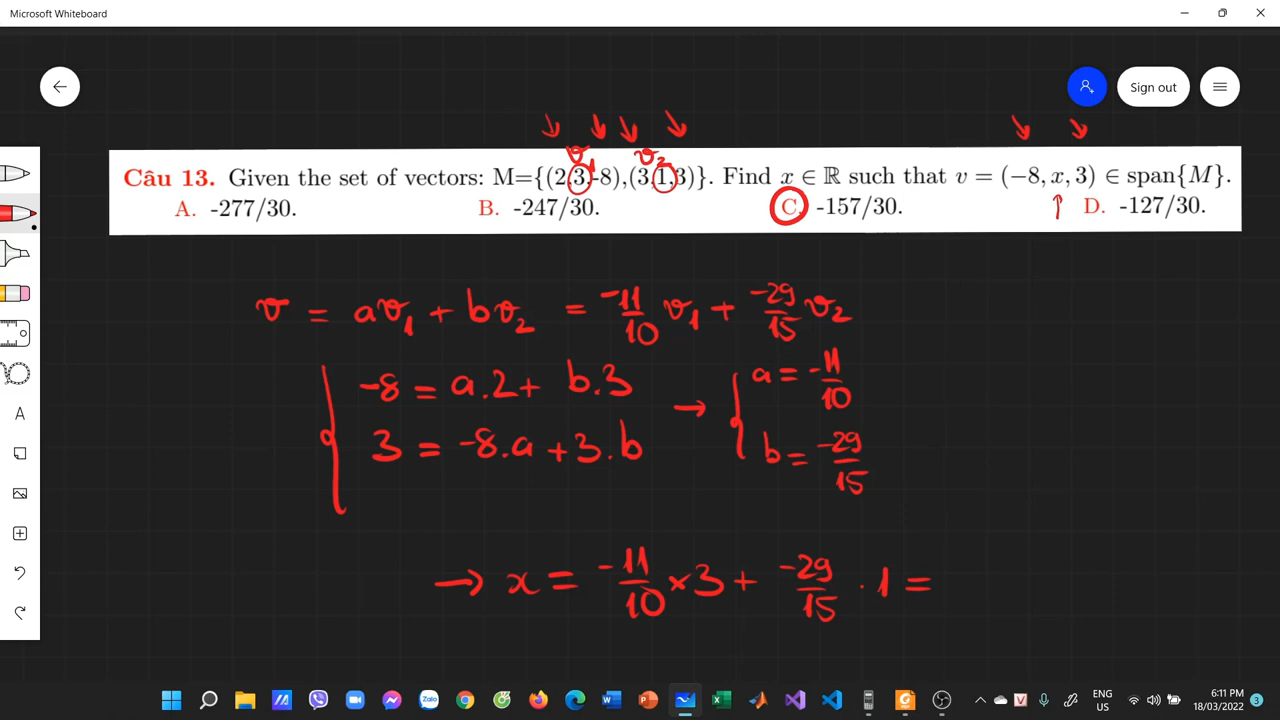 Microsoft Whiteboard
Sign out
v₁ v₂
Câu 13. Given the set of vectors: M={(2,3,-8),(3,1,3)}. Find x ∈ ℝ such that v = (−8, x, 3) ∈ span{M}.
A. -277/30. B. -247/30. C. -157/30. D. -127/30.
v = av₁ + bv₂ = -11/10 v₁ + -29/15 v₂
-8 = a.2 + b.3 → a = -11/10
3 = -8.a + 3.b b = -29/15
→ x = -11/10 × 3 + -29/15 . 1 =
A
Zalo
ENG
US
6:11 PM
18/03/2022
3